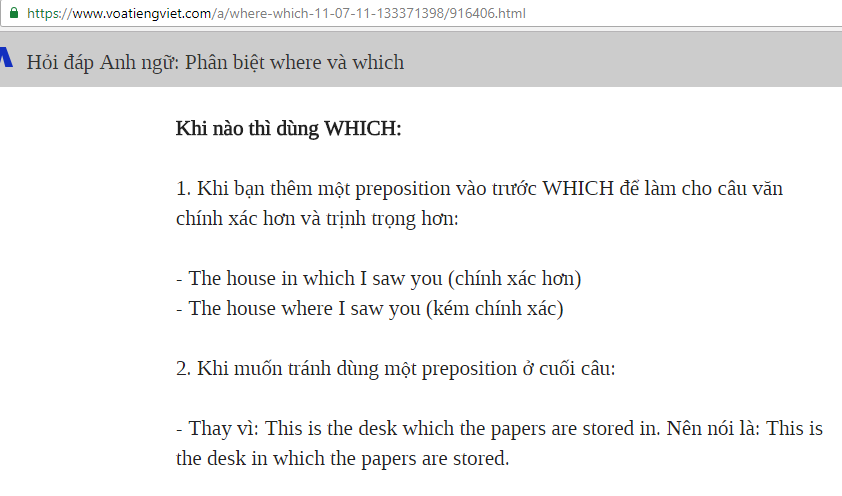 https://www.voatiengviet.com/a/where-which-11-07-11-133371398/916406.html
Hỏi đáp Anh ngữ: Phân biệt where và which
Khi nào thì dùng WHICH:
1. Khi bạn thêm một preposition vào trước WHICH để làm cho câu văn
chính xác hơn và trịnh trọng hơn:
- The house in which I saw you (chính xác hơn)
- The house where I saw you (kém chính xác)
2. Khi muốn tránh dùng một preposition ở cuối câu:
- Thay vì: This is the desk which the papers are stored in. Nên nói là: This is
the desk in which the papers are stored.